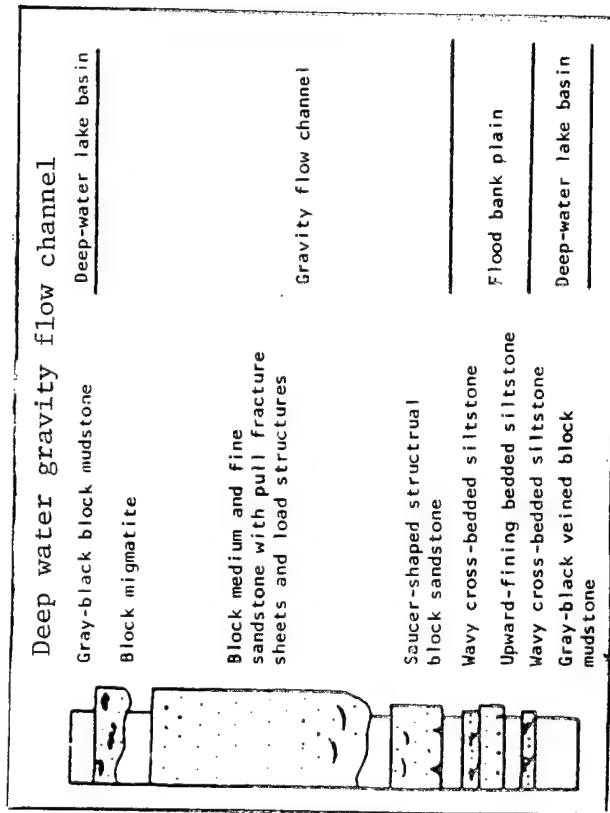 Deep water gravity flow channel
Gray-black block mudstone
Deep-water lake basin
Block migmatite
Block medium and fine
sandstone with pull fracture
sheets and load structures
Gravity flow channel
Saucer-shaped structrual
block sandstone
Wavy cross-bedded siltstone
Upward-fining bedded siltstone
Flood bank plain
Wavy cross-bedded siltstone
Gray-black veined block
mudstone
Deep-water lake basin